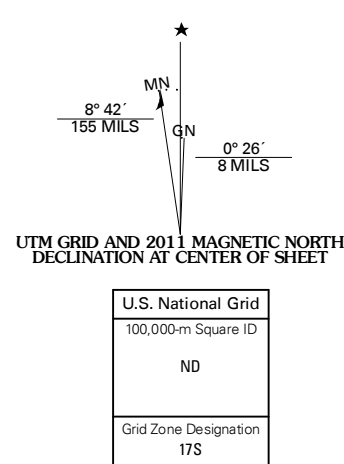 MN
8° 42´
155 MILS
GN
0° 26´
8 MILS
UTM GRID AND 2011 MAGNETIC NORTH
DECLINATION AT CENTER OF SHEET
U.S. National Grid
100,000-m Square ID
ND
Grid Zone Designation
17S